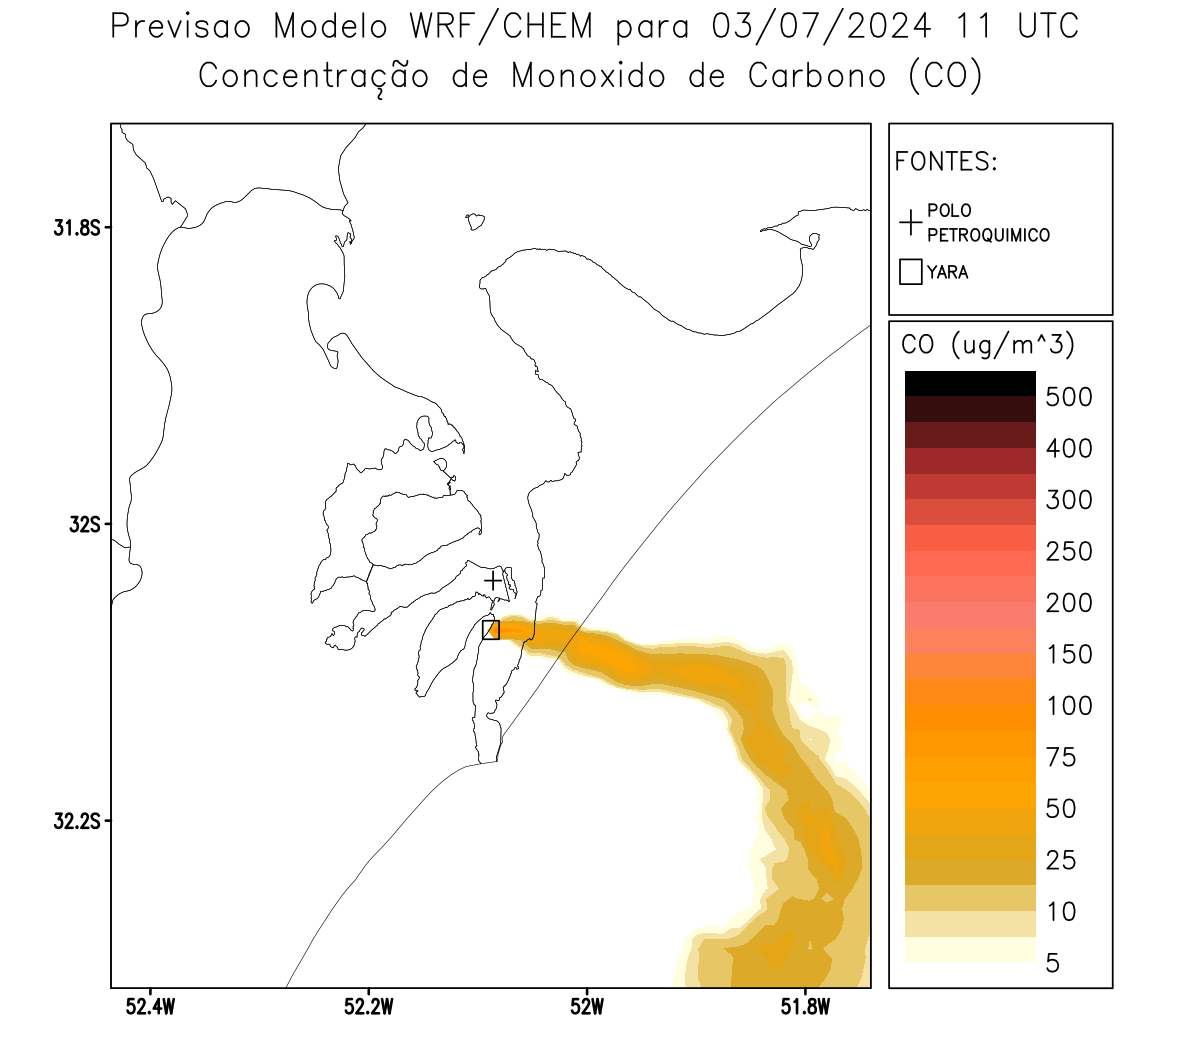 Previsao Modelo WRF/CHEM para 03/07/2024 11 UTC
Concentração de Monoxido de Carbono (CO)
FONTES:
POLO
PETROQUIMICO
YARA
CO (ug/m^3)
500
400
300
250
200
150
100
75
50
25
10
5
31.8S
32S
32.2S
52.4W
52.2W
52W
51.8W